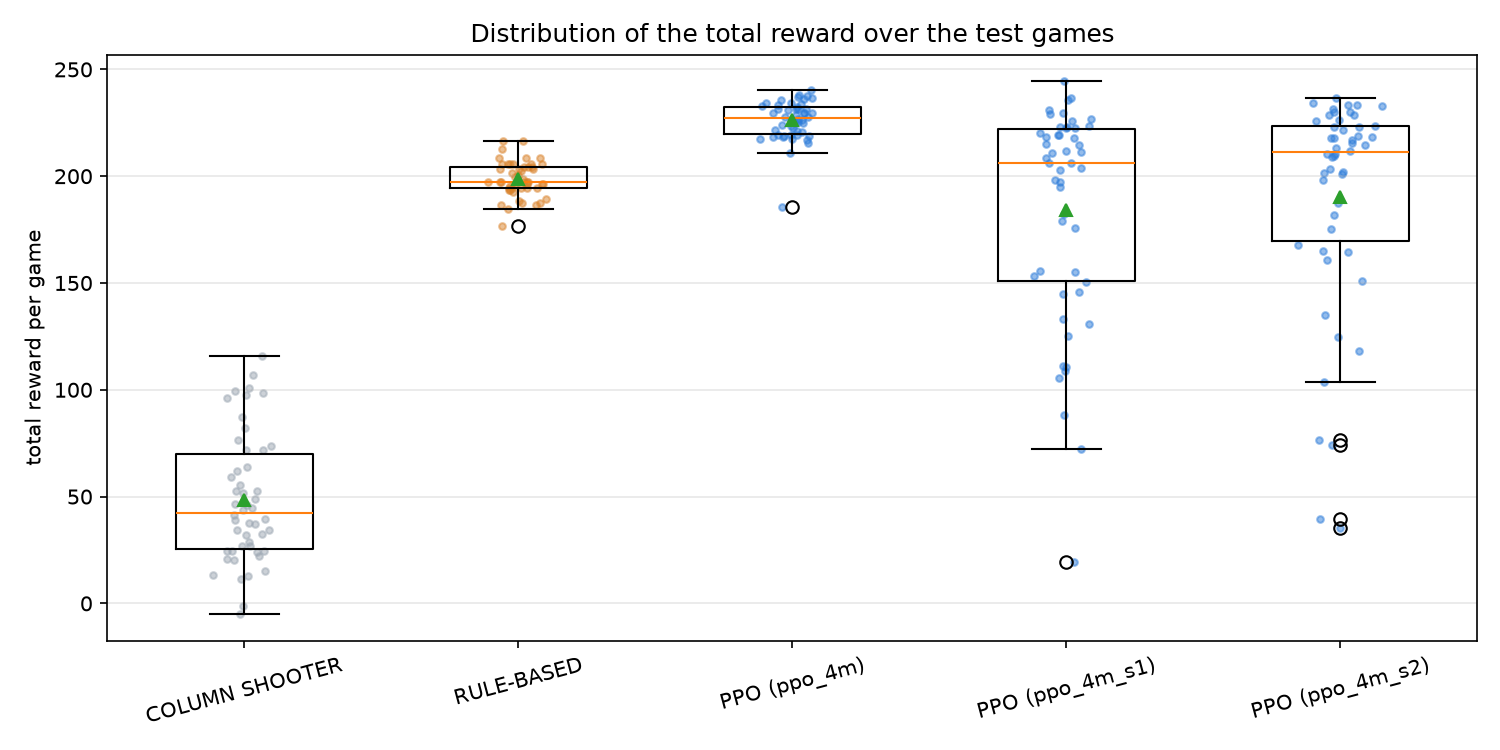 Distribution of the total reward over the test games
total reward per game
250
200
150
100
50
0
COLUMN SHOOTER
RULE-BASED
PPO (ppo_4m)
PPO (ppo_4m_s1)
PPO (ppo_4m_s2)